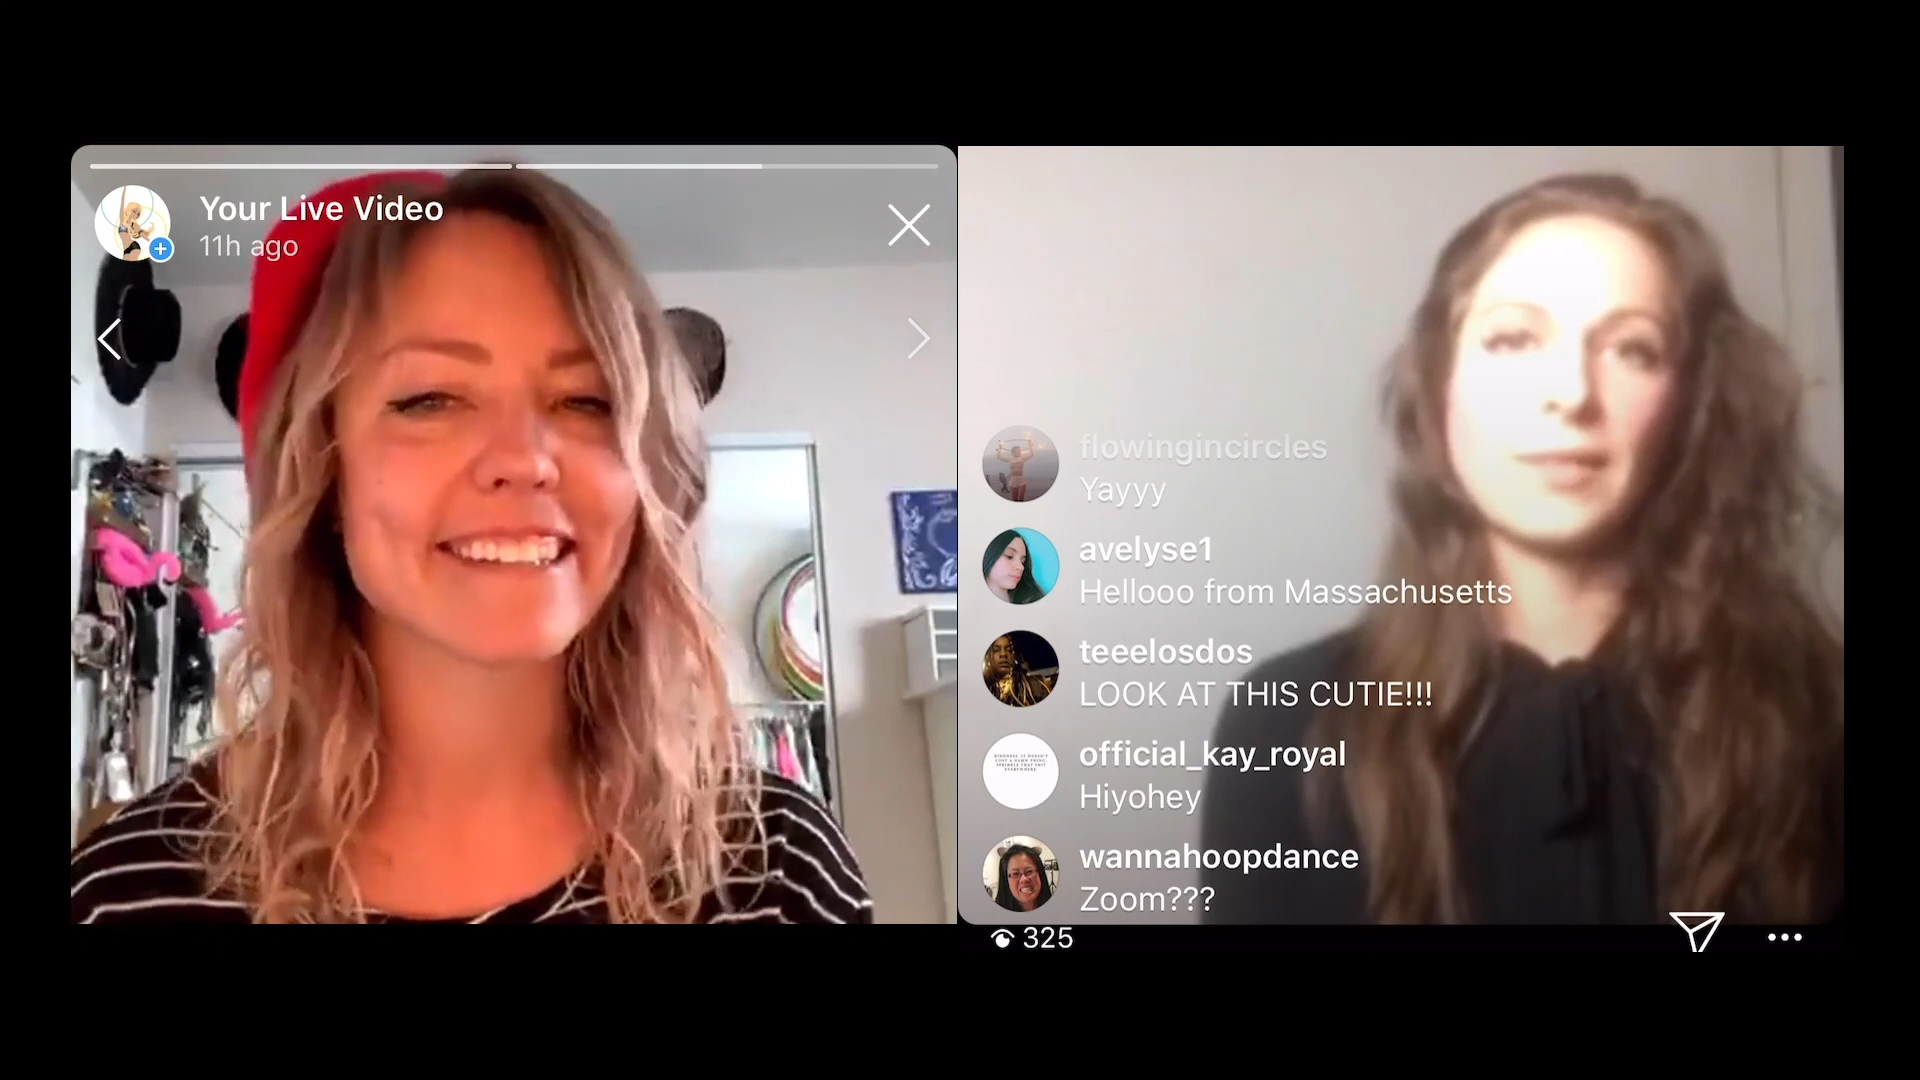 Your Live Video
11h ago
flowingincircles
Yayyy
avelyse1
Hellooo from Massachusetts
teeelosdos
LOOK AT THIS CUTIE!!!
official_kay_royal
Hiyohey
wannahoopdance
Zoom???
325